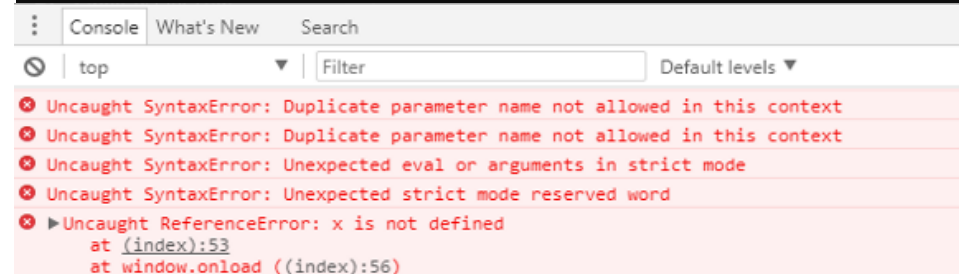 Console What's New Search
top Filter Default levels
Uncaught SyntaxError: Duplicate parameter name not allowed in this context
Uncaught SyntaxError: Duplicate parameter name not allowed in this context
Uncaught SyntaxError: Unexpected eval or arguments in strict mode
Uncaught SyntaxError: Unexpected strict mode reserved word
Uncaught ReferenceError: x is not defined
at (index):53
at window.onload ((index):56)